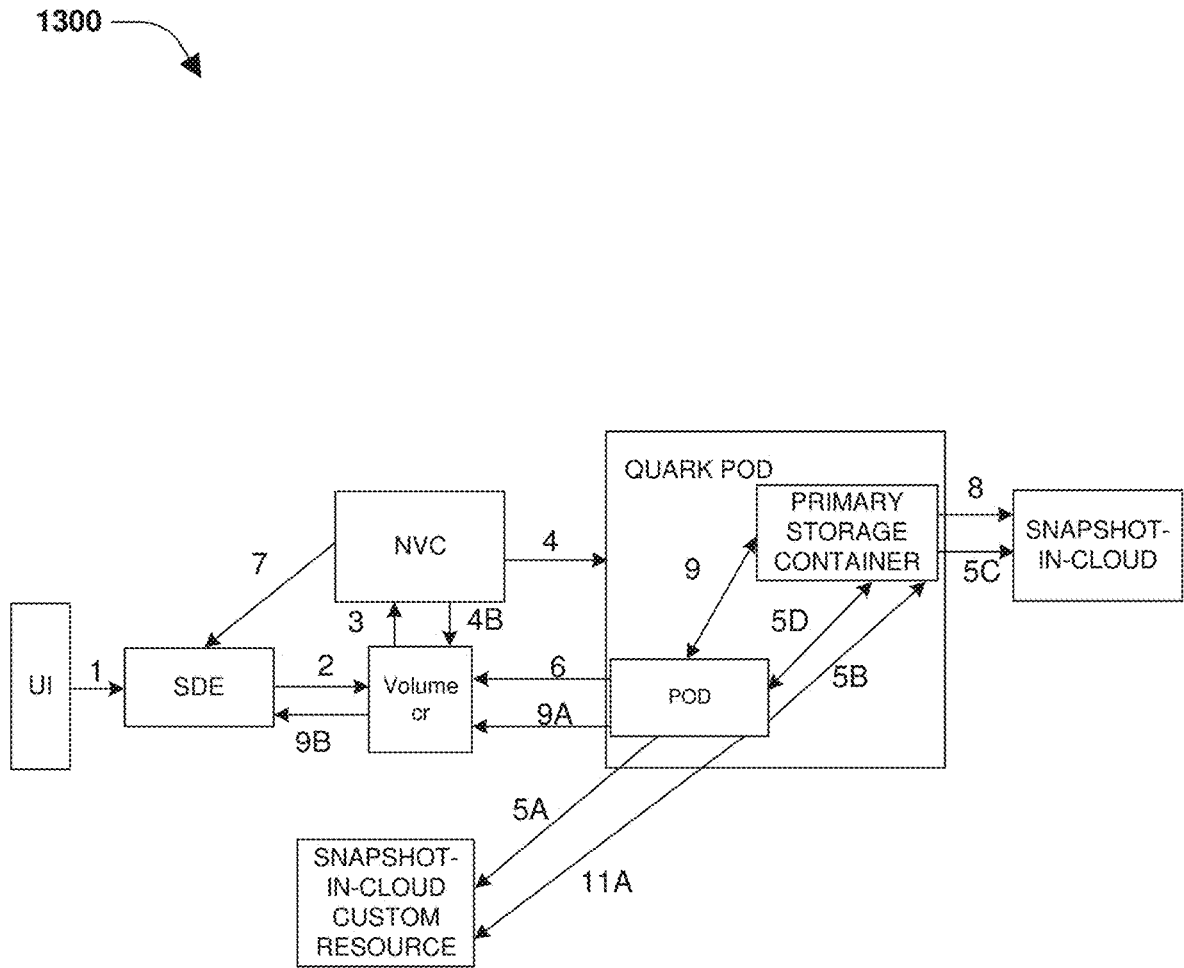 1300
QUARK POD
PRIMARY
STORAGE
CONTAINER
8
SNAPSHOT-
IN-CLOUD
5C
NVC
4
7
9
3
4B
5D
UI
1
SDE
2
Volume
cr
6
POD
5B
9A
9B
5A
SNAPSHOT-
IN-CLOUD
CUSTOM
RESOURCE
11A